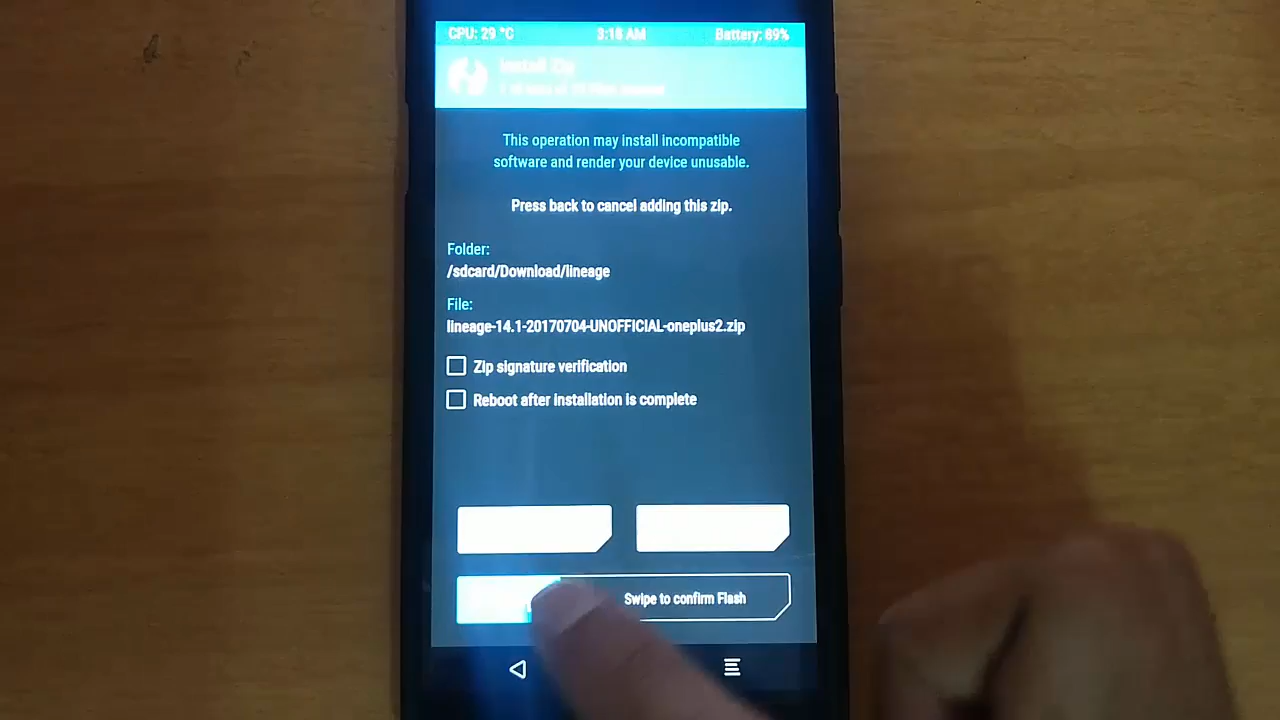 CPU: 29 °C 3:18 AM Battery: 89%
Install Zip
This operation may install incompatible
software and render your device unusable.
Press back to cancel adding this zip.
Folder:
/sdcard/Download/lineage
File:
lineage-14.1-20170704-UNOFFICIAL-oneplus2.zip
Zip signature verification
Reboot after installation is complete
Swipe to confirm Flash